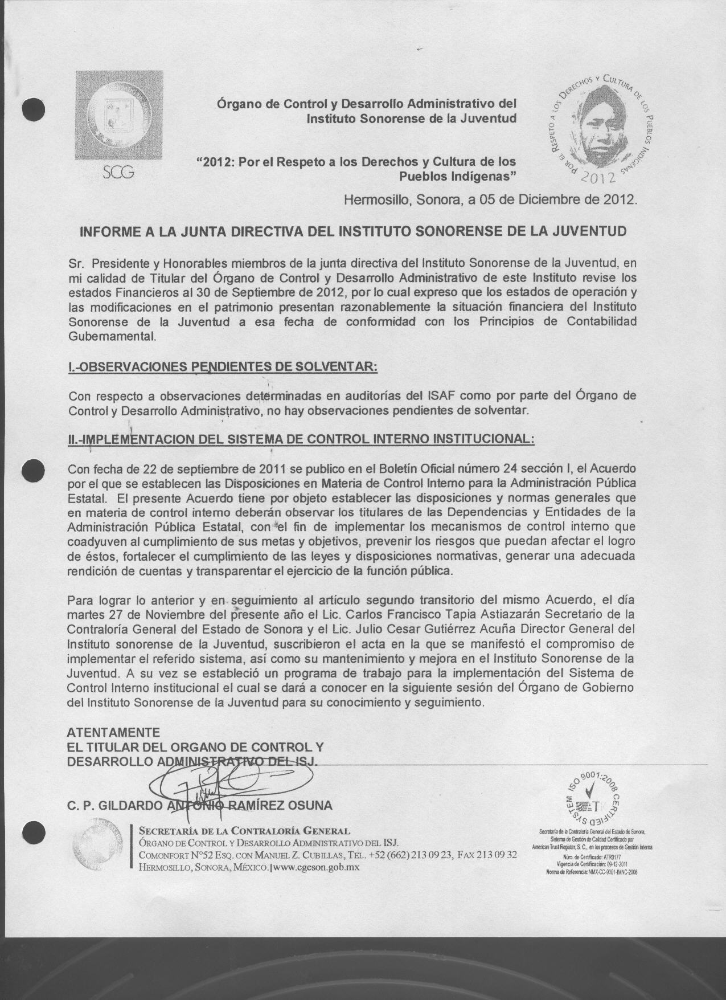 Órgano de Control y Desarrollo Administrativo del
Instituto Sonorense de la Juventud
POR EL RESPETO A LOS DERECHOS Y CULTURA DE LOS PUEBLOS INDIGENAS
2012
SCG
"2012: Por el Respeto a los Derechos y Cultura de los
Pueblos Indígenas"
Hermosillo, Sonora, a 05 de Diciembre de 2012.
INFORME A LA JUNTA DIRECTIVA DEL INSTITUTO SONORENSE DE LA JUVENTUD
Sr. Presidente y Honorables miembros de la junta directiva del Instituto Sonorense de la Juventud, en
mi calidad de Titular del Órgano de Control y Desarrollo Administrativo de este Instituto revise los
estados Financieros al 30 de Septiembre de 2012, por lo cual expreso que los estados de operación y
las modificaciones en el patrimonio presentan razonablemente la situación financiera del Instituto
Sonorense de la Juventud a esa fecha de conformidad con los Principios de Contabilidad
Gubernamental.
I.-OBSERVACIONES PENDIENTES DE SOLVENTAR:
Con respecto a observaciones determinadas en auditorías del ISAF como por parte del Órgano de
Control y Desarrollo Administrativo, no hay observaciones pendientes de solventar.
II.-IMPLEMENTACION DEL SISTEMA DE CONTROL INTERNO INSTITUCIONAL:
Con fecha de 22 de septiembre de 2011 se publico en el Boletín Oficial número 24 sección I, el Acuerdo
por el que se establecen las Disposiciones en Materia de Control Interno para la Administración Pública
Estatal. El presente Acuerdo tiene por objeto establecer las disposiciones y normas generales que
en materia de control interno deberán observar los titulares de las Dependencias y Entidades de la
Administración Pública Estatal, con el fin de implementar los mecanismos de control interno que
coadyuven al cumplimiento de sus metas y objetivos, prevenir los riesgos que puedan afectar el logro
de éstos, fortalecer el cumplimiento de las leyes y disposiciones normativas, generar una adecuada
rendición de cuentas y transparentar el ejercicio de la función pública.
Para lograr lo anterior y en seguimiento al artículo segundo transitorio del mismo Acuerdo, el día
martes 27 de Noviembre del presente año el Lic. Carlos Francisco Tapia Astiazarán Secretario de la
Contraloría General del Estado de Sonora y el Lic. Julio Cesar Gutiérrez Acuña Director General del
Instituto sonorense de la Juventud, suscribieron el acta en la que se manifestó el compromiso de
implementar el referido sistema, así como su mantenimiento y mejora en el Instituto Sonorense de la
Juventud. A su vez se estableció un programa de trabajo para la implementación del Sistema de
Control Interno institucional el cual se dará a conocer en la siguiente sesión del Órgano de Gobierno
del Instituto Sonorense de la Juventud para su conocimiento y seguimiento.
ATENTAMENTE
EL TITULAR DEL ORGANO DE CONTROL Y
DESARROLLO ADMINISTRATIVO DEL ISJ.
C. P. GILDARDO ANTONIO RAMÍREZ OSUNA
SECRETARÍA DE LA CONTRALORÍA GENERAL
ÓRGANO DE CONTROL Y DESARROLLO ADMINISTRATIVO DEL ISJ.
COMONFORT N°52 ESQ. CON MANUEL Z. CUBILLAS, TEL. +52 (662) 213 09 23, FAX 213 09 32
HERMOSILLO, SONORA, MÉXICO.|www.cgeson.gob.mx
ISO 9001:2008 CERTIFIED SYSTEM
Secretaría de la Contraloría General del Estado de Sonora,
Sistema de Gestión de Calidad Certificado por
American Trust Register, S. C., en los procesos de Gestión Interna
Núm. de Certificado: ATR0177
Vigencia de Certificación: 09-12-2011
Norma de Referencia: NMX-CC-9001-IMNC-2008